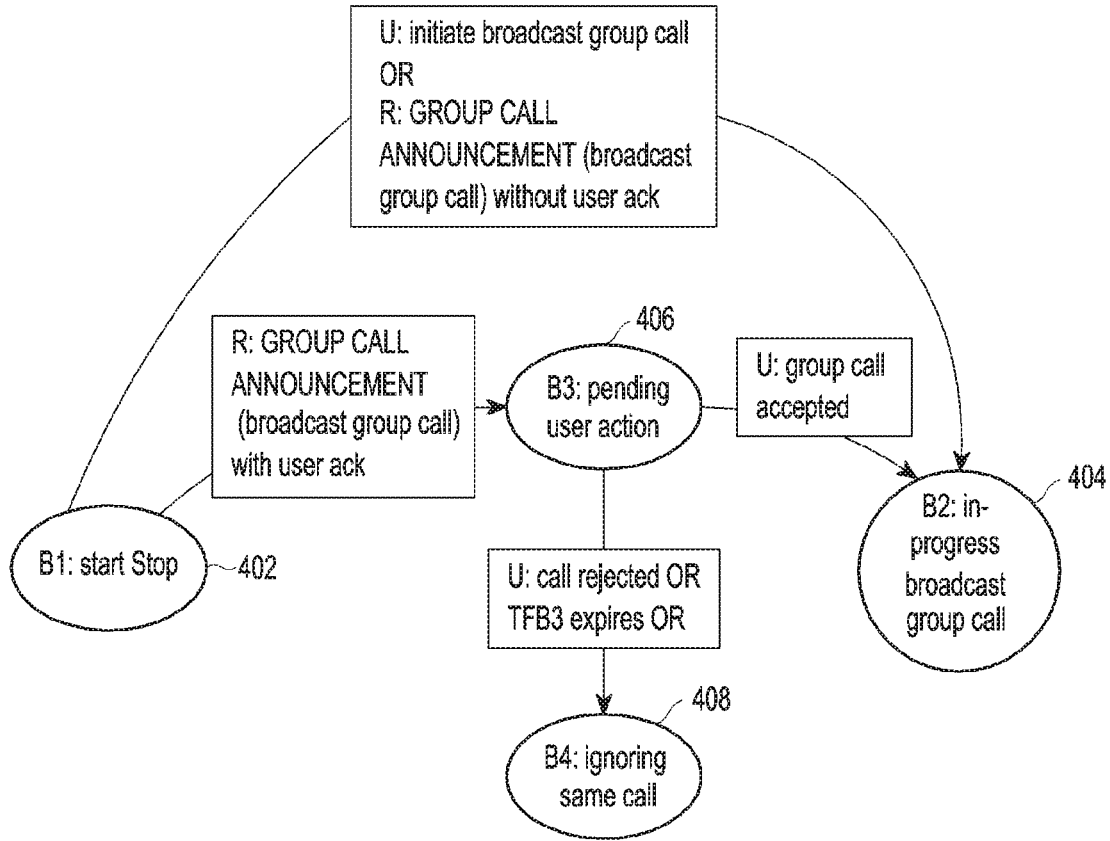 U: initiate broadcast group call
OR
R: GROUP CALL
ANNOUNCEMENT (broadcast
group call) without user ack
R: GROUP CALL
ANNOUNCEMENT
(broadcast group call)
with user ack
406
B3: pending
user action
U: group call
accepted
B1: start Stop
402
404
B2: in-
progress
broadcast
group call
U: call rejected OR
TFB3 expires OR
408
B4: ignoring
same call